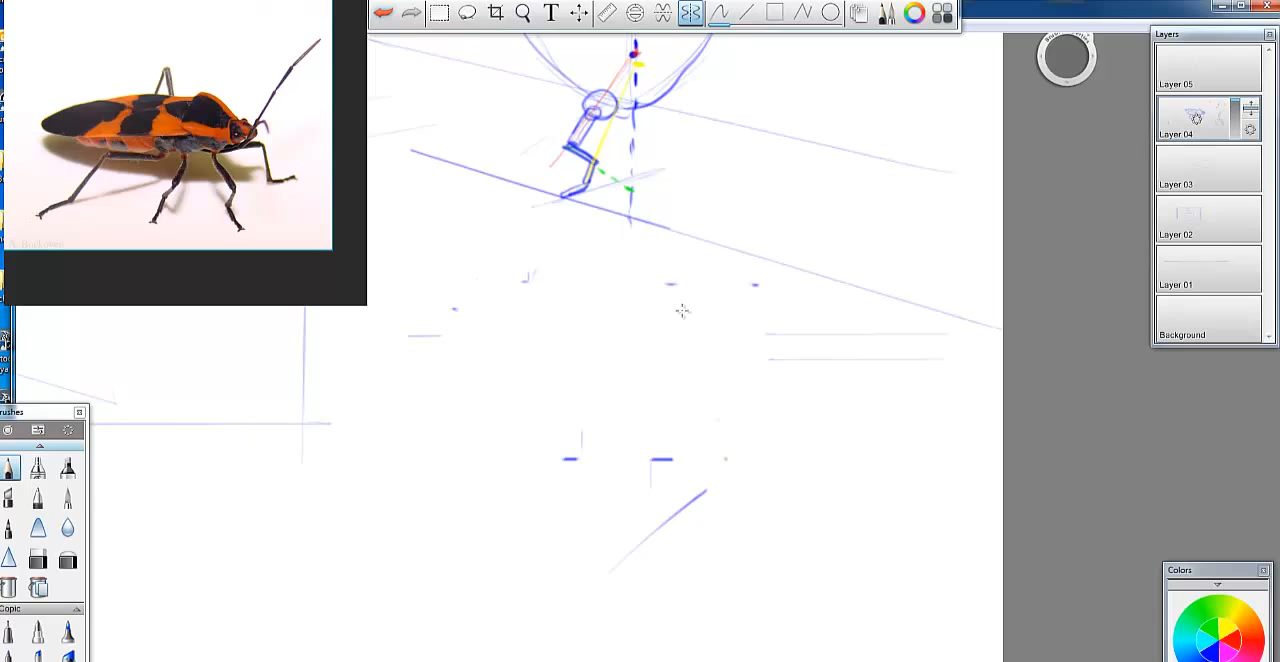 T
Layers
Layer 05
Layer 04
Layer 03
Layer 02
Layer 01
Background
rushes
Copic
Colors